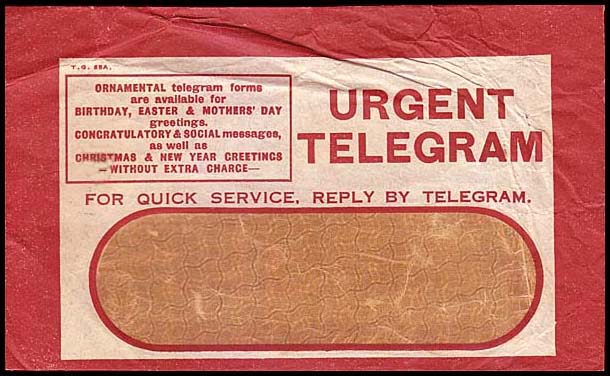 T.G. 85A.
ORNAMENTAL telegram forms
are available for
BIRTHDAY, EASTER & MOTHERS' DAY
greetings.
CONGRATULATORY & SOCIAL messages,
as well as
CHRISTMAS & NEW YEAR GREETINGS
—WITHOUT EXTRA CHARGE—
URGENT
TELEGRAM
FOR QUICK SERVICE, REPLY BY TELEGRAM.